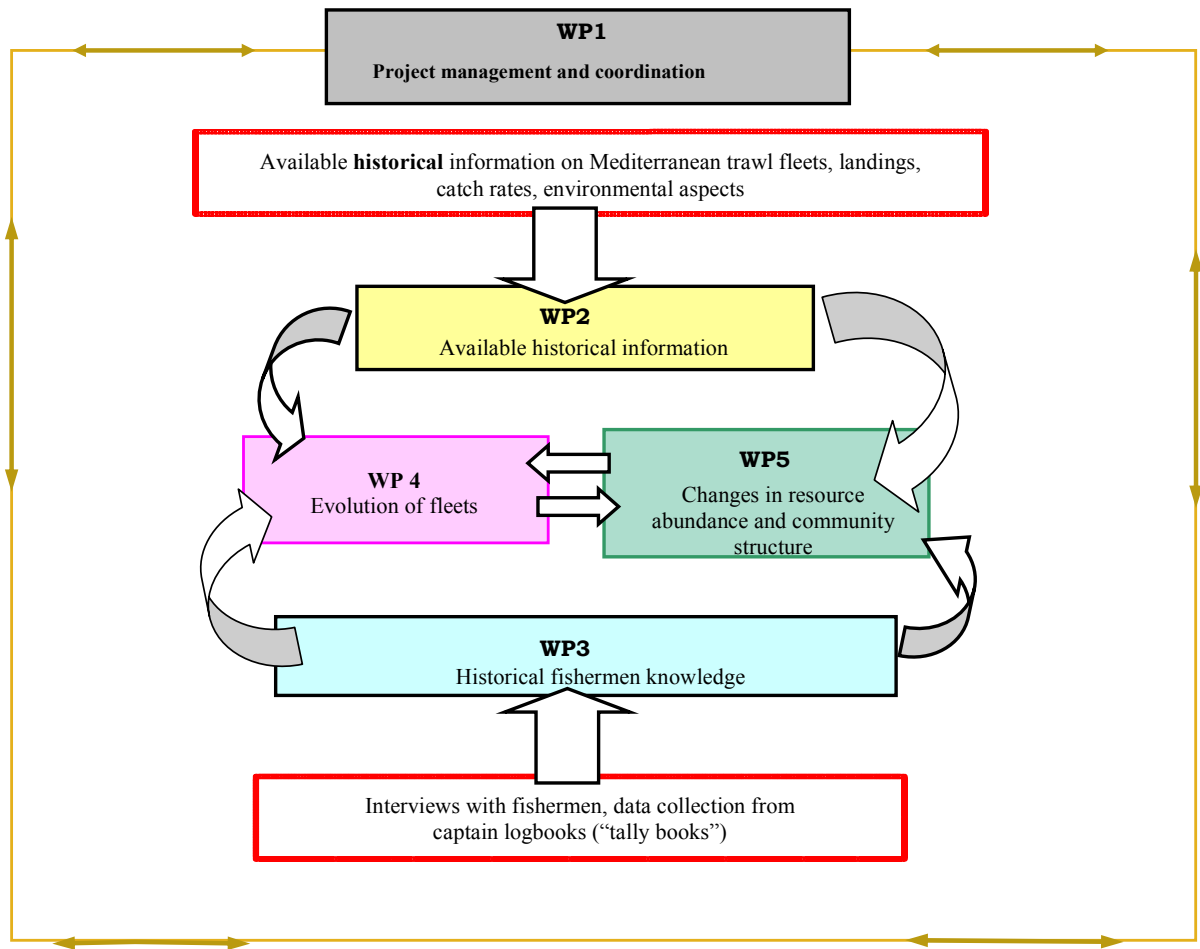 WP1
Project management and coordination
Available historical information on Mediterranean trawl fleets, landings,
catch rates, environmental aspects
WP2
Available historical information
WP 4
Evolution of fleets
WP5
Changes in resource
abundance and community
structure
WP3
Historical fishermen knowledge
Interviews with fishermen, data collection from
captain logbooks (“tally books”)